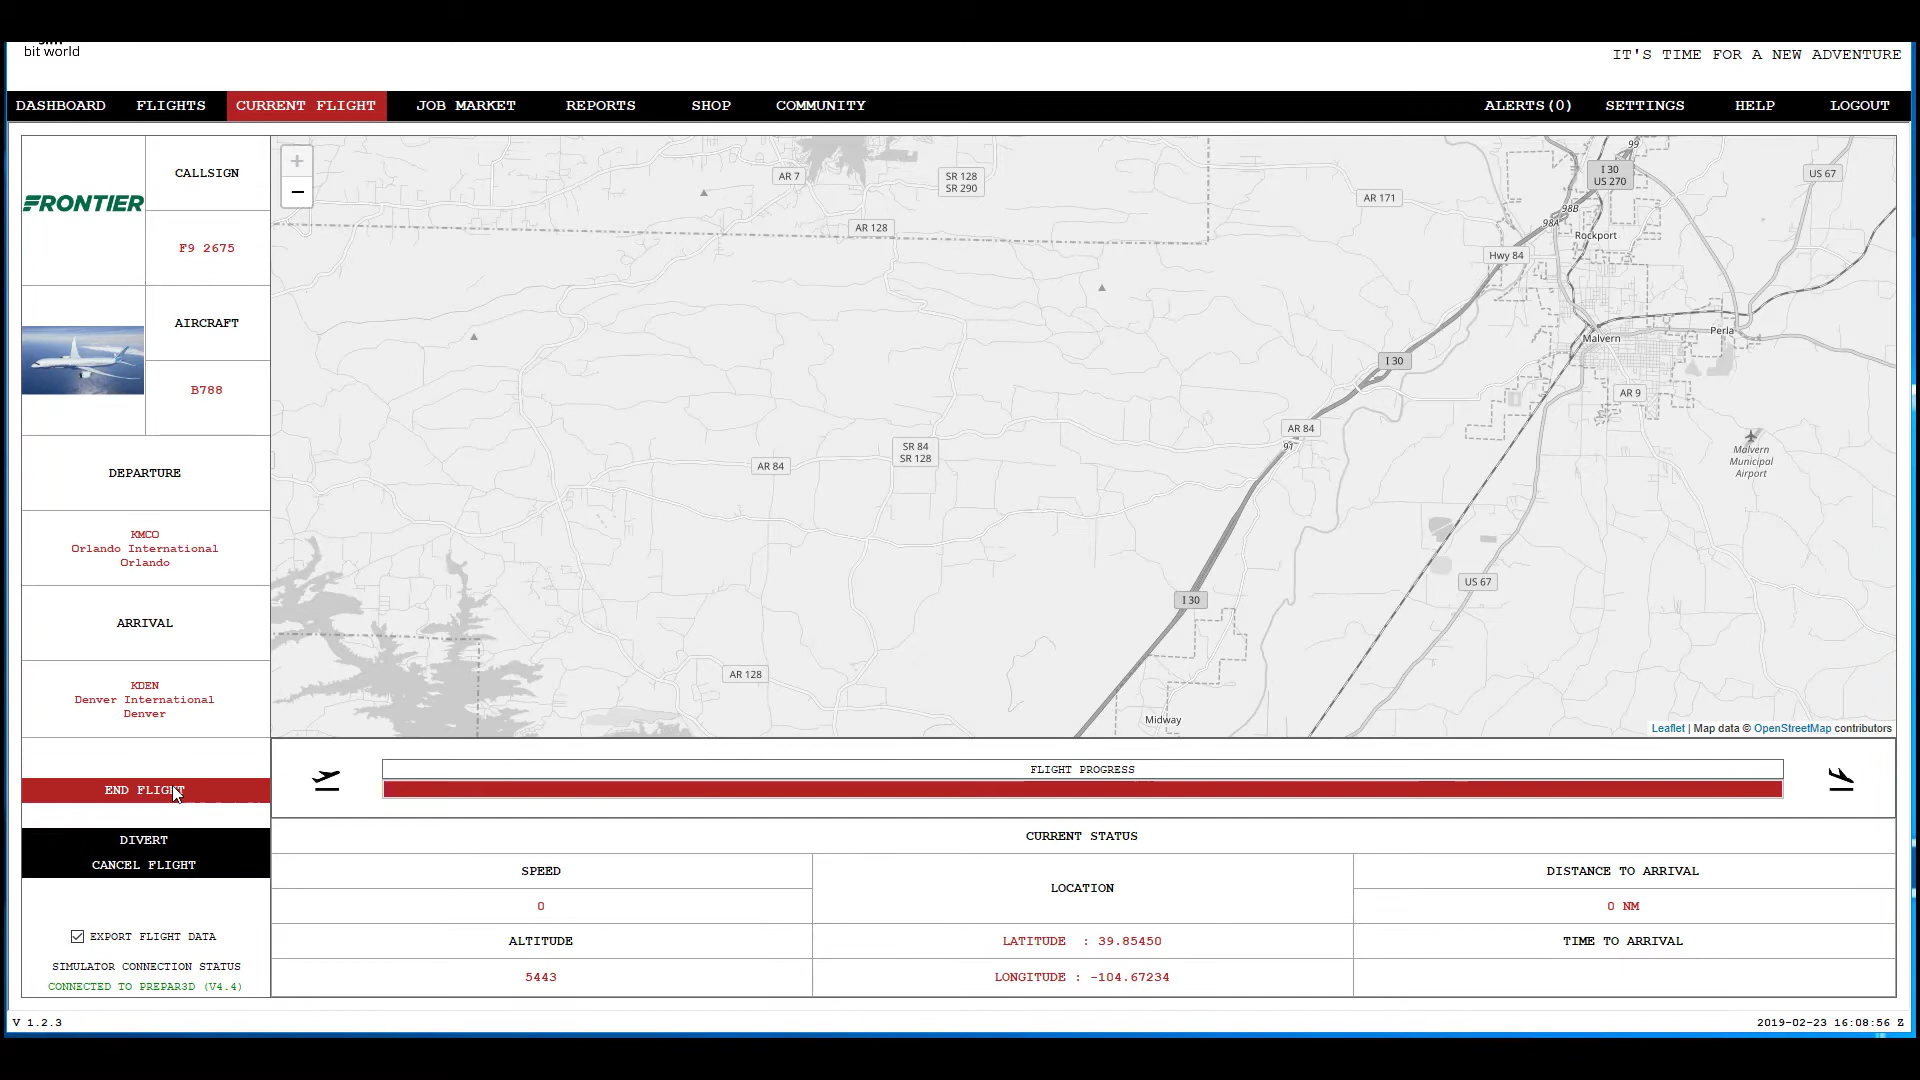 bit world
IT'S TIME FOR A NEW ADVENTURE
DASHBOARD FLIGHTS CURRENT FLIGHT JOB MARKET REPORTS SHOP COMMUNITY ALERTS(0) SETTINGS HELP LOGOUT
FRONTIER
CALLSIGN
F9 2675
AIRCRAFT
B788
DEPARTURE
KMCO
Orlando International
Orlando
ARRIVAL
KDEN
Denver International
Denver
END FLIGHT
DIVERT
CANCEL FLIGHT
EXPORT FLIGHT DATA
SIMULATOR CONNECTION STATUS
CONNECTED TO PREPAR3D (V4.4)
+
−
AR 7
SR 128
SR 290
AR 128
AR 171
99
I 30
US 270
US 67
98B
98A
Rockport
Hwy 84
Malvern
Perla
I 30
AR 9
AR 84
91
SR 84
SR 128
AR 84
Malvern
Municipal
Airport
US 67
I 30
AR 128
Midway
Leaflet | Map data © OpenStreetMap contributors
FLIGHT PROGRESS
CURRENT STATUS
SPEED
0
ALTITUDE
5443
LOCATION
LATITUDE : 39.85450
LONGITUDE : -104.67234
DISTANCE TO ARRIVAL
0 NM
TIME TO ARRIVAL
V 1.2.3
2019-02-23 16:08:56 Z